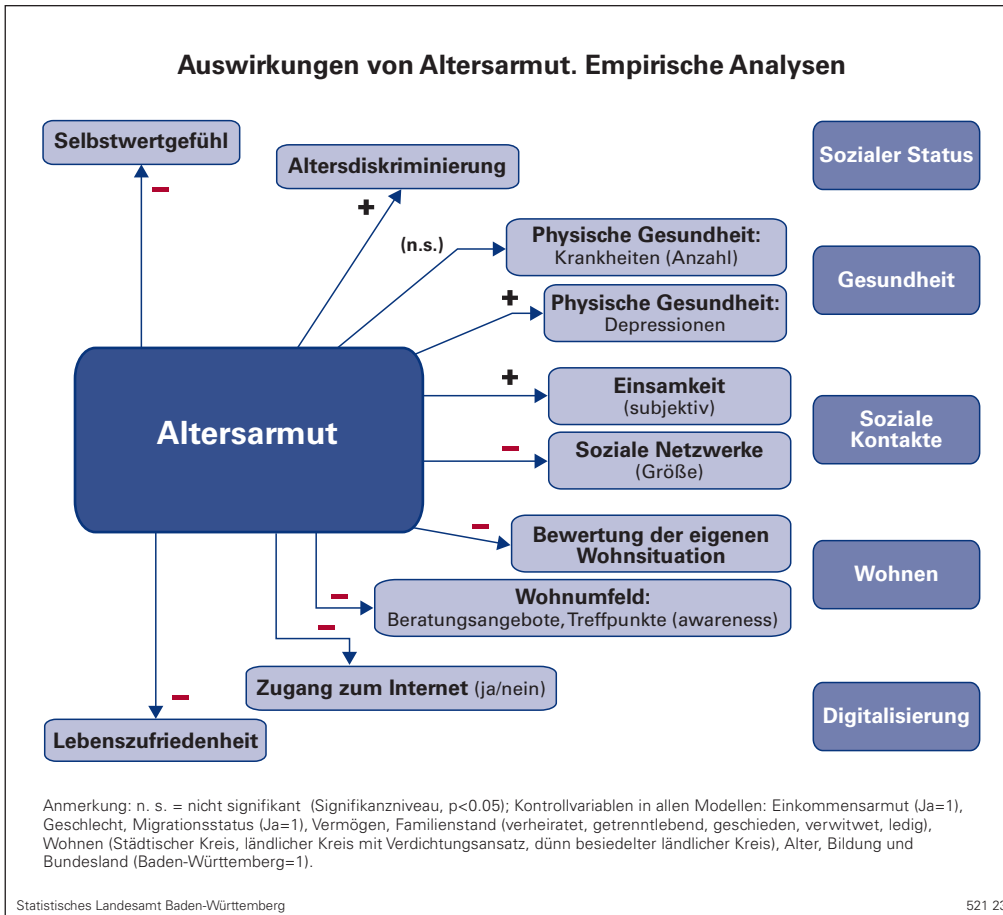 Auswirkungen von Altersarmut. Empirische Analysen
Selbstwertgefühl
–
Altersdiskriminierung
+
Sozialer Status
(n.s.)
Physische Gesundheit:
Krankheiten (Anzahl)
+
Physische Gesundheit:
Depressionen
Gesundheit
Altersarmut
+
Einsamkeit
(subjektiv)
–
Soziale Netzwerke
(Größe)
Soziale
Kontakte
–
Bewertung der eigenen
Wohnsituation
–
Wohnumfeld:
Beratungsangebote, Treffpunkte (awareness)
Wohnen
–
Zugang zum Internet (ja/nein)
–
Lebenszufriedenheit
Digitalisierung
Anmerkung: n. s. = nicht signifikant (Signifikanzniveau, p<0.05); Kontrollvariablen in allen Modellen: Einkommensarmut (Ja=1),
Geschlecht, Migrationsstatus (Ja=1), Vermögen, Familienstand (verheiratet, getrenntlebend, geschieden, verwitwet, ledig),
Wohnen (Städtischer Kreis, ländlicher Kreis mit Verdichtungsansatz, dünn besiedelter ländlicher Kreis), Alter, Bildung und
Bundesland (Baden-Württemberg=1).
Statistisches Landesamt Baden-Württemberg
521 23